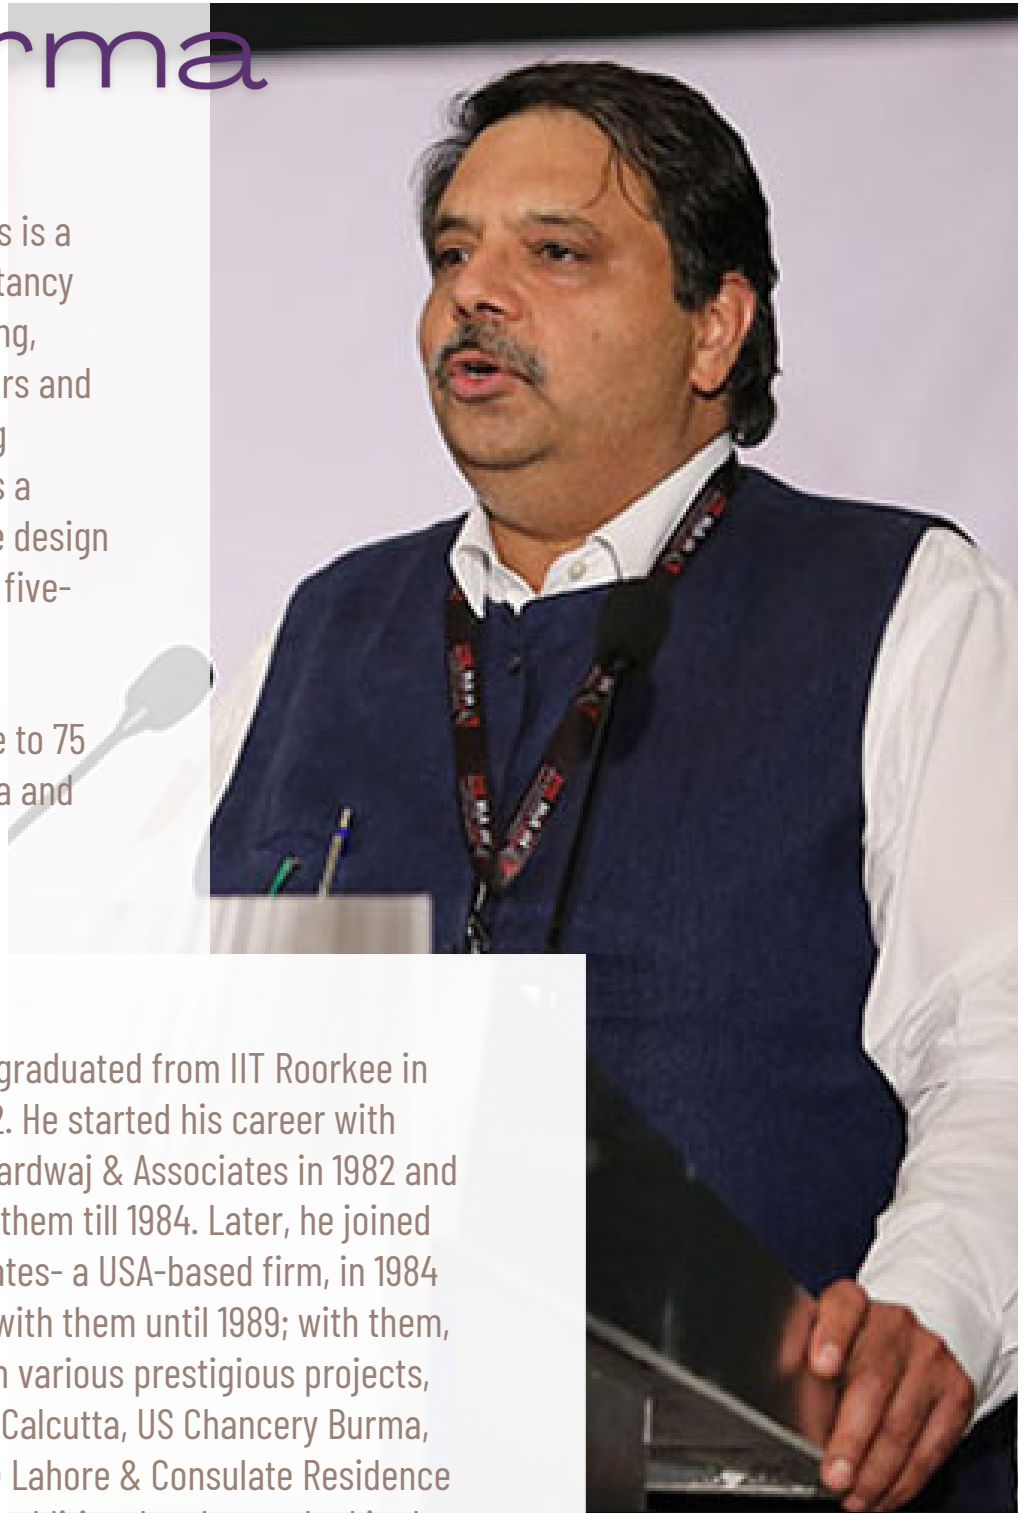 rma
s is a
tancy
ng,
rs and
g
s a
e design
five-
e to 75
a and
graduated from IIT Roorkee in
2. He started his career with
ardwaj & Associates in 1982 and
them till 1984. Later, he joined
ates- a USA-based firm, in 1984
with them until 1989; with them,
n various prestigious projects,
Calcutta, US Chancery Burma,
e Lahore & Consulate Residence